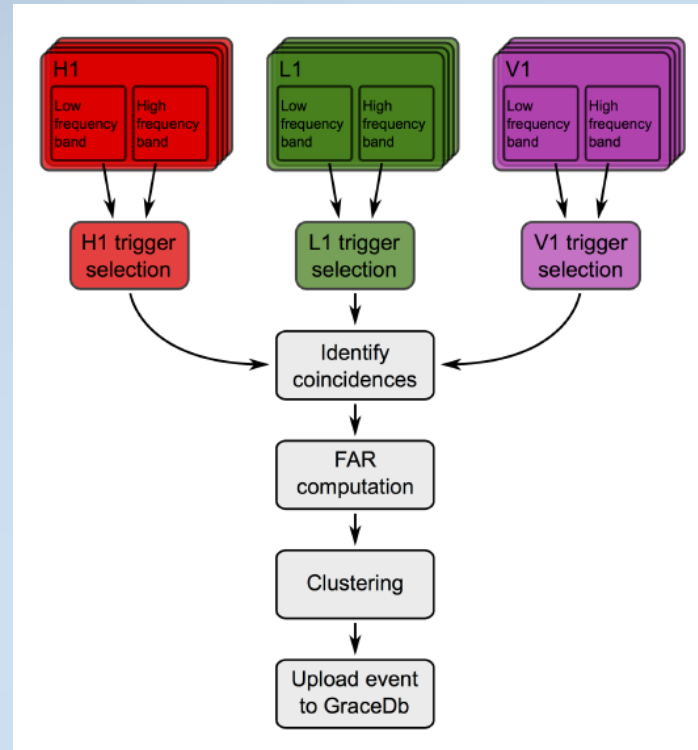 H1
Low
frequency
band
High
frequency
band
L1
Low
frequency
band
High
frequency
band
V1
Low
frequency
band
High
frequency
band
H1 trigger
selection
L1 trigger
selection
V1 trigger
selection
Identify
coincidences
FAR
computation
Clustering
Upload event
to GraceDb